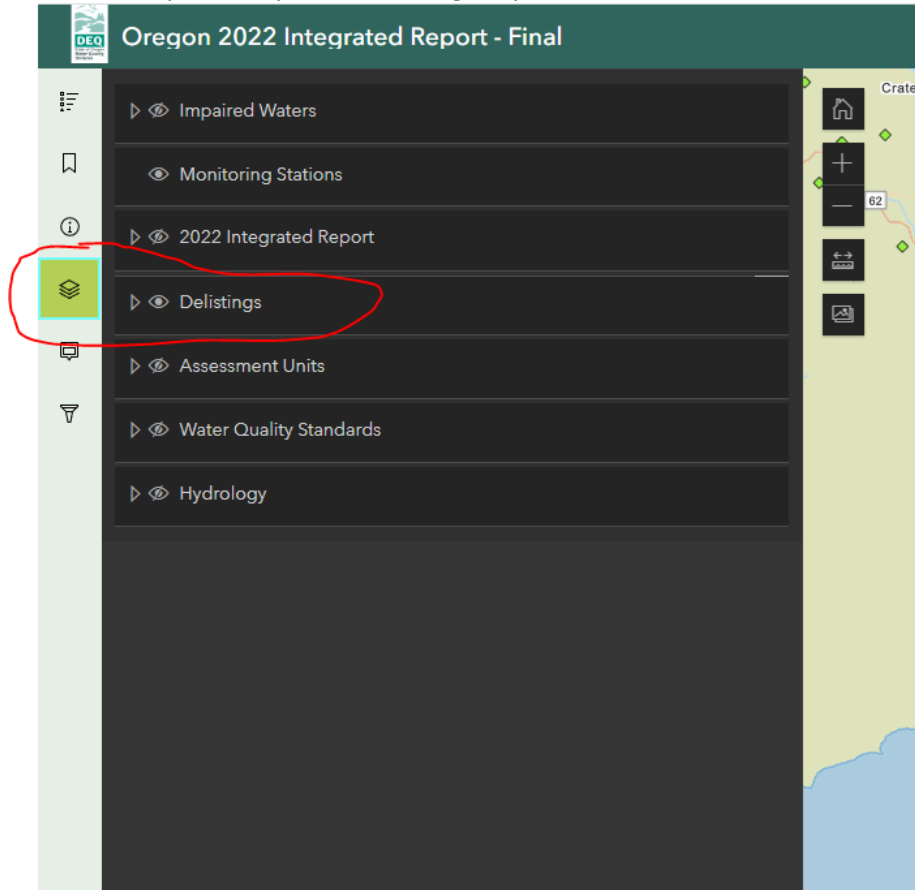 DEQ
Oregon 2022 Integrated Report - Final
Impaired Waters
Monitoring Stations
2022 Integrated Report
Delistings
Assessment Units
Water Quality Standards
Hydrology
Crate
62